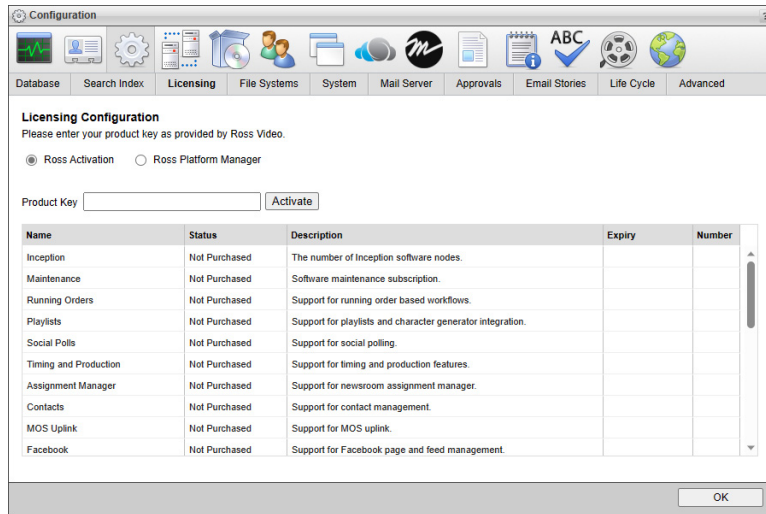 Configuration
ABC
Database Search Index Licensing File Systems System Mail Server Approvals Email Stories Life Cycle Advanced
Licensing Configuration
Please enter your product key as provided by Ross Video.
Ross Activation Ross Platform Manager
Product Key Activate
Name Status Description Expiry Number
Inception Not Purchased The number of Inception software nodes.
Maintenance Not Purchased Software maintenance subscription.
Running Orders Not Purchased Support for running order based workflows.
Playlists Not Purchased Support for playlists and character generator integration.
Social Polls Not Purchased Support for social polling.
Timing and Production Not Purchased Support for timing and production features.
Assignment Manager Not Purchased Support for newsroom assignment manager.
Contacts Not Purchased Support for contact management.
MOS Uplink Not Purchased Support for MOS uplink.
Facebook Not Purchased Support for Facebook page and feed management.
OK